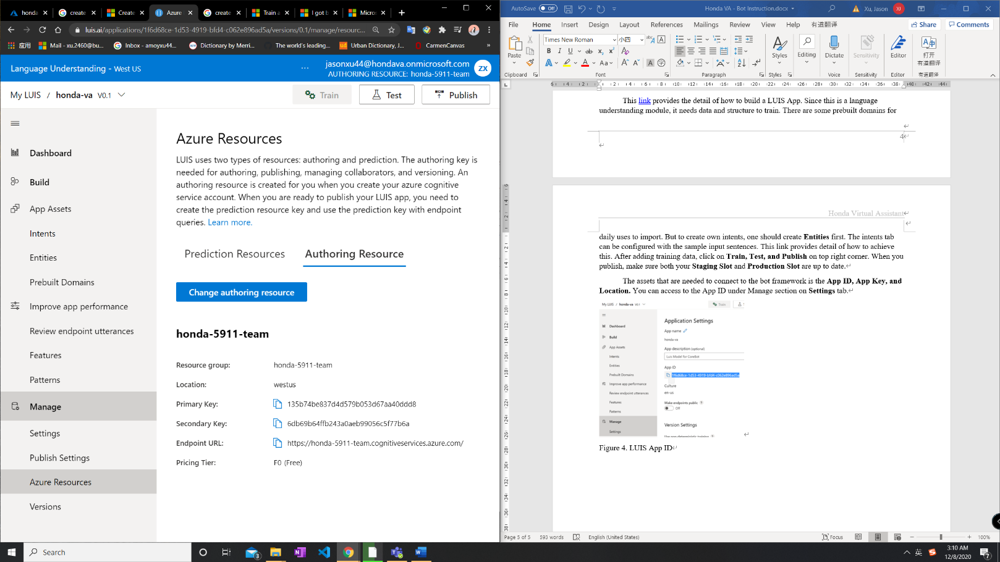 honda
create
Create
Azure
create
Train a
I got b
Micros
luis.ai/applications/1f6d68ce-1d53-4919-bfd4-c062e896ad5a/versions/0.1/manage/resourc...
应用
Mail - xu.2460@bu...
Inbox - amoyxu44...
Dictionary by Merri...
The world's leading...
Urban Dictionary, J...
CarmenCanvas
»
Language Understanding - West US
...
jasonxu44@hondava.onmicrosoft.com
AUTHORING RESOURCE: honda-5911-team
ZX
My LUIS / honda-va V0.1
Train
Test
Publish
Dashboard
Build
App Assets
Intents
Entities
Prebuilt Domains
Improve app performance
Review endpoint utterances
Features
Patterns
Manage
Settings
Publish Settings
Azure Resources
Versions
Azure Resources
LUIS uses two types of resources: authoring and prediction. The authoring key is
needed for authoring, publishing, managing collaborators, and versioning. An
authoring resource is created for you when you create your azure cognitive
service account. When you are ready to publish your LUIS app, you need to
create the prediction resource key and use the prediction key with endpoint
queries. Learn more.
Prediction Resources
Authoring Resource
Change authoring resource
honda-5911-team
Resource group: honda-5911-team
Location: westus
Primary Key: 135b74be837d4d579b053d67aa40ddd8
Secondary Key: 6db69b64ffb243a0aeb99056c5f77b6a
Endpoint URL: https://honda-5911-team.cognitiveservices.azure.com/
Pricing Tier: F0 (Free)
AutoSave Off
Honda VA - Bot Instruction.docx
Xu, Jason XJ
File Home Insert Design Layout References Mailings Review View Help 有道翻译
Share
Comments
Paste
Times New Roman
小四
Styles
Editing
Dictate
Sensitivity
Editor
打开
有道翻译
Clipboard
Font
Paragraph
Styles
Voice
Sensitivity
Editor
有道翻译
This link provides the detail of how to build a LUIS App. Since this is a language
understanding module, it needs data and structure to train. There are some prebuilt domains for
4
Honda Virtual Assistant
daily uses to import. But to create own intents, one should create Entities first. The intents tab
can be configured with the sample input sentences. This link provides detail of how to achieve
this. After adding training data, click on Train, Test, and Publish on top right corner. When you
publish, make sure both your Staging Slot and Production Slot are up to date.
The assets that are needed to connect to the bot framework is the App ID, App Key, and
Location. You can access to the App ID under Manage section on Settings tab.
My LUIS / honda-va V0.1
Train
Dashboard
Build
App Assets
Intents
Entities
Prebuilt Domains
Improve app performance
Review endpoint utterances
Features
Patterns
Manage
Settings
Application Settings
App name
honda-va
App description (optional)
Luis Model for CoreBot
App ID
1f6d68ce-1d53-4919-bfd4-c062e896ad5a
Culture
en-us
Make endpoints public
Off
Version Settings
Use non-deterministic training
Figure 4. LUIS App ID
Page 5 of 5
593 words
English (United States)
Focus
100%
Search
3
英
3:10 AM
12/8/2020
7